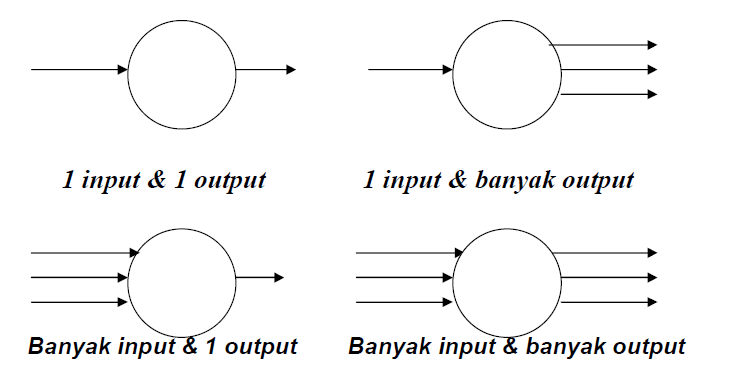 1 input & 1 output
1 input & banyak output
Banyak input & 1 output
Banyak input & banyak output